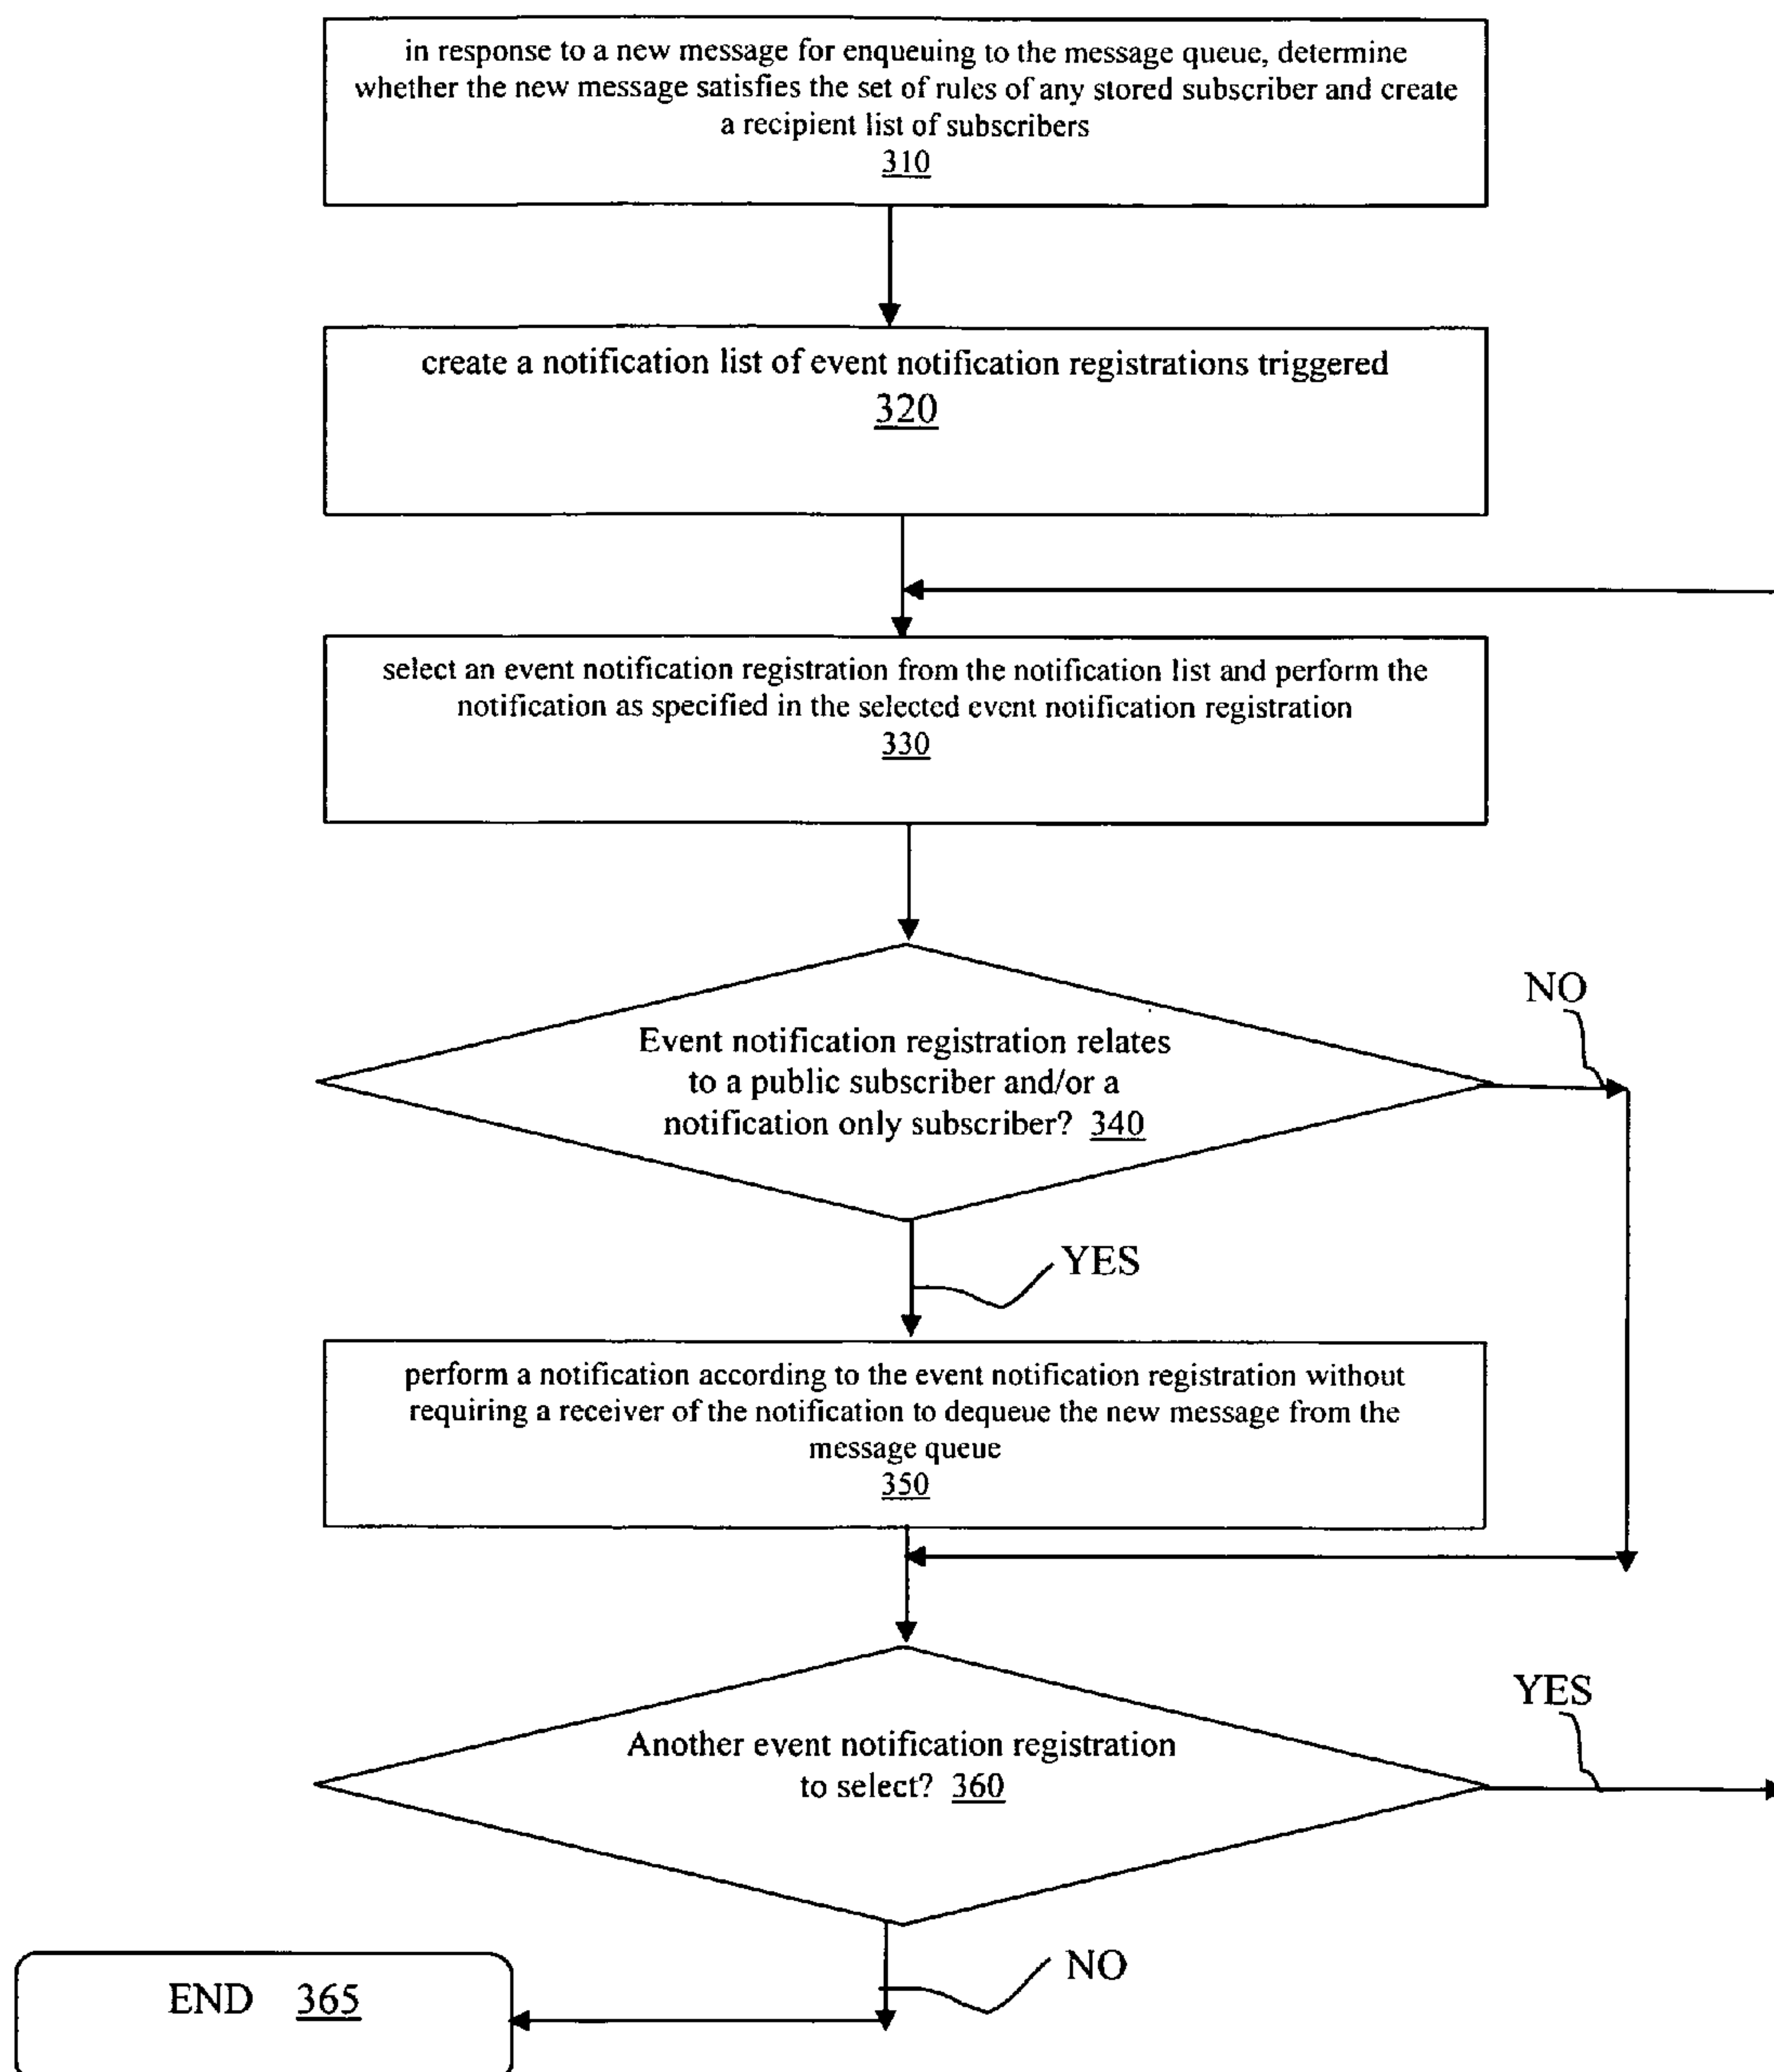 in response to a new message for enqueuing to the message queue, determine
whether the new message satisfies the set of rules of any stored subscriber and create
a recipient list of subscribers
310
create a notification list of event notification registrations triggered
320
select an event notification registration from the notification list and perform the
notification as specified in the selected event notification registration
330
NO
Event notification registration relates
to a public subscriber and/or a
notification only subscriber? 340
YES
perform a notification according to the event notification registration without
requiring a receiver of the notification to dequeue the new message from the
message queue
350
YES
Another event notification registration
to select? 360
NO
END 365